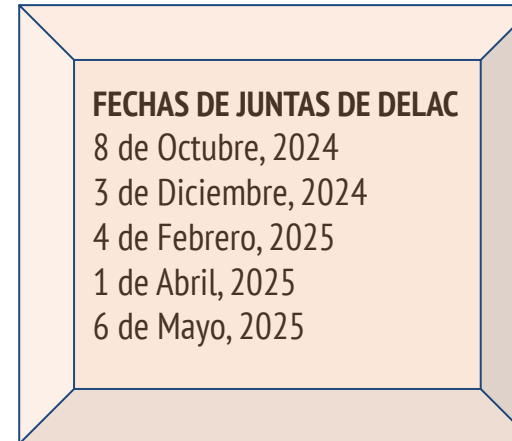 FECHAS DE JUNTAS DE DELAC
8 de Octubre, 2024
3 de Diciembre, 2024
4 de Febrero, 2025
1 de Abril, 2025
6 de Mayo, 2025